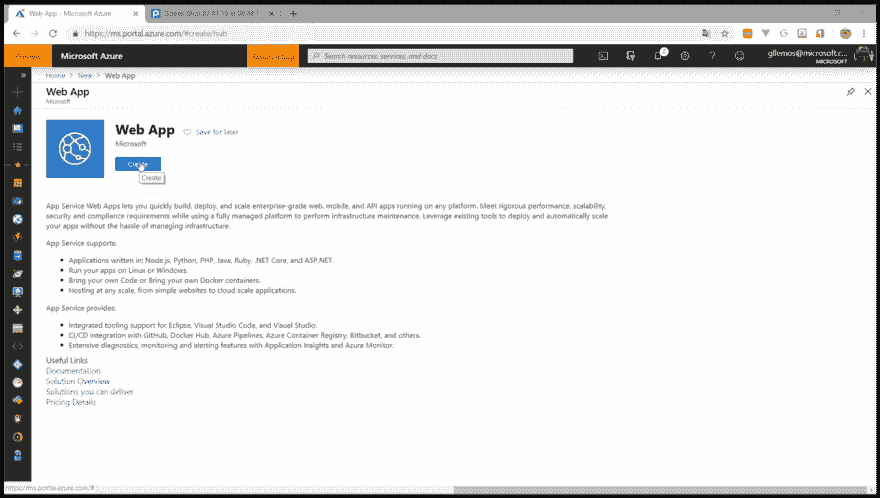 Web App - Microsoft Azure
https://ms.portal.azure.com/#create/hub
Preview Microsoft Azure Report a bug Search resources, services, and docs 2 gllemos@microsoft.c...
MICROSOFT
Home > New > Web App
Web App
Microsoft
Web App Save for later
Microsoft
Create
Create
App Service Web Apps lets you quickly build, deploy, and scale enterprise-grade web, mobile, and API apps running on any platform. Meet rigorous performance, scalability,
security and compliance requirements while using a fully managed platform to perform infrastructure maintenance. Leverage existing tools to deploy and automatically scale
your apps without the hassle of managing infrastructure.
App Service supports:
Applications written in: Node.js, Python, PHP, Java, Ruby, .NET Core, and ASP.NET.
Run your apps on Linux or Windows.
Bring your own Code or Bring your own Docker containers.
Hosting at any scale, from simple websites to cloud scale applications.
App Service provides:
Integrated tooling support for Eclipse, Visual Studio Code, and Visual Studio.
CI/CD integration with GitHub, Docker Hub, Azure Pipelines, Azure Container Registry, Bitbucket, and others.
Extensive diagnostics, monitoring and alerting features with Application Insights and Azure Monitor.
Useful Links
Documentation
Solution Overview
Solutions you can deliver
Pricing Details
https://ms.portal.azure.com/#